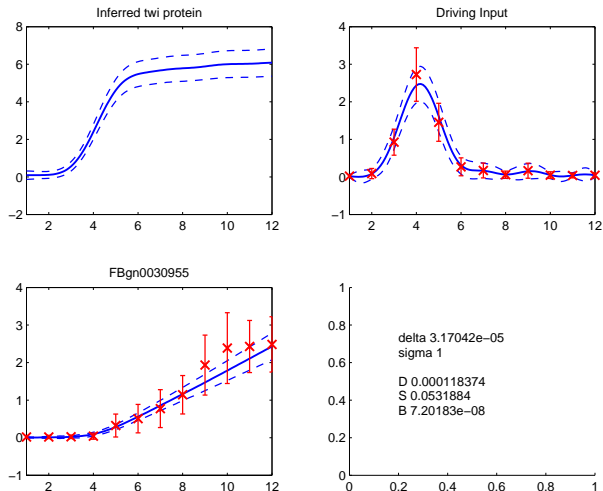 Inferred twi protein
8
6
4
2
0
−2
2 4 6 8 10 12
Driving Input
4
3
2
1
0
−1
2 4 6 8 10 12
FBgn0030955
4
3
2
1
0
−1
2 4 6 8 10 12
1
0.8
0.6
0.4
0.2
0
delta 3.17042e−05
sigma 1
D 0.000118374
S 0.0531884
B 7.20183e−08
0 0.2 0.4 0.6 0.8 1